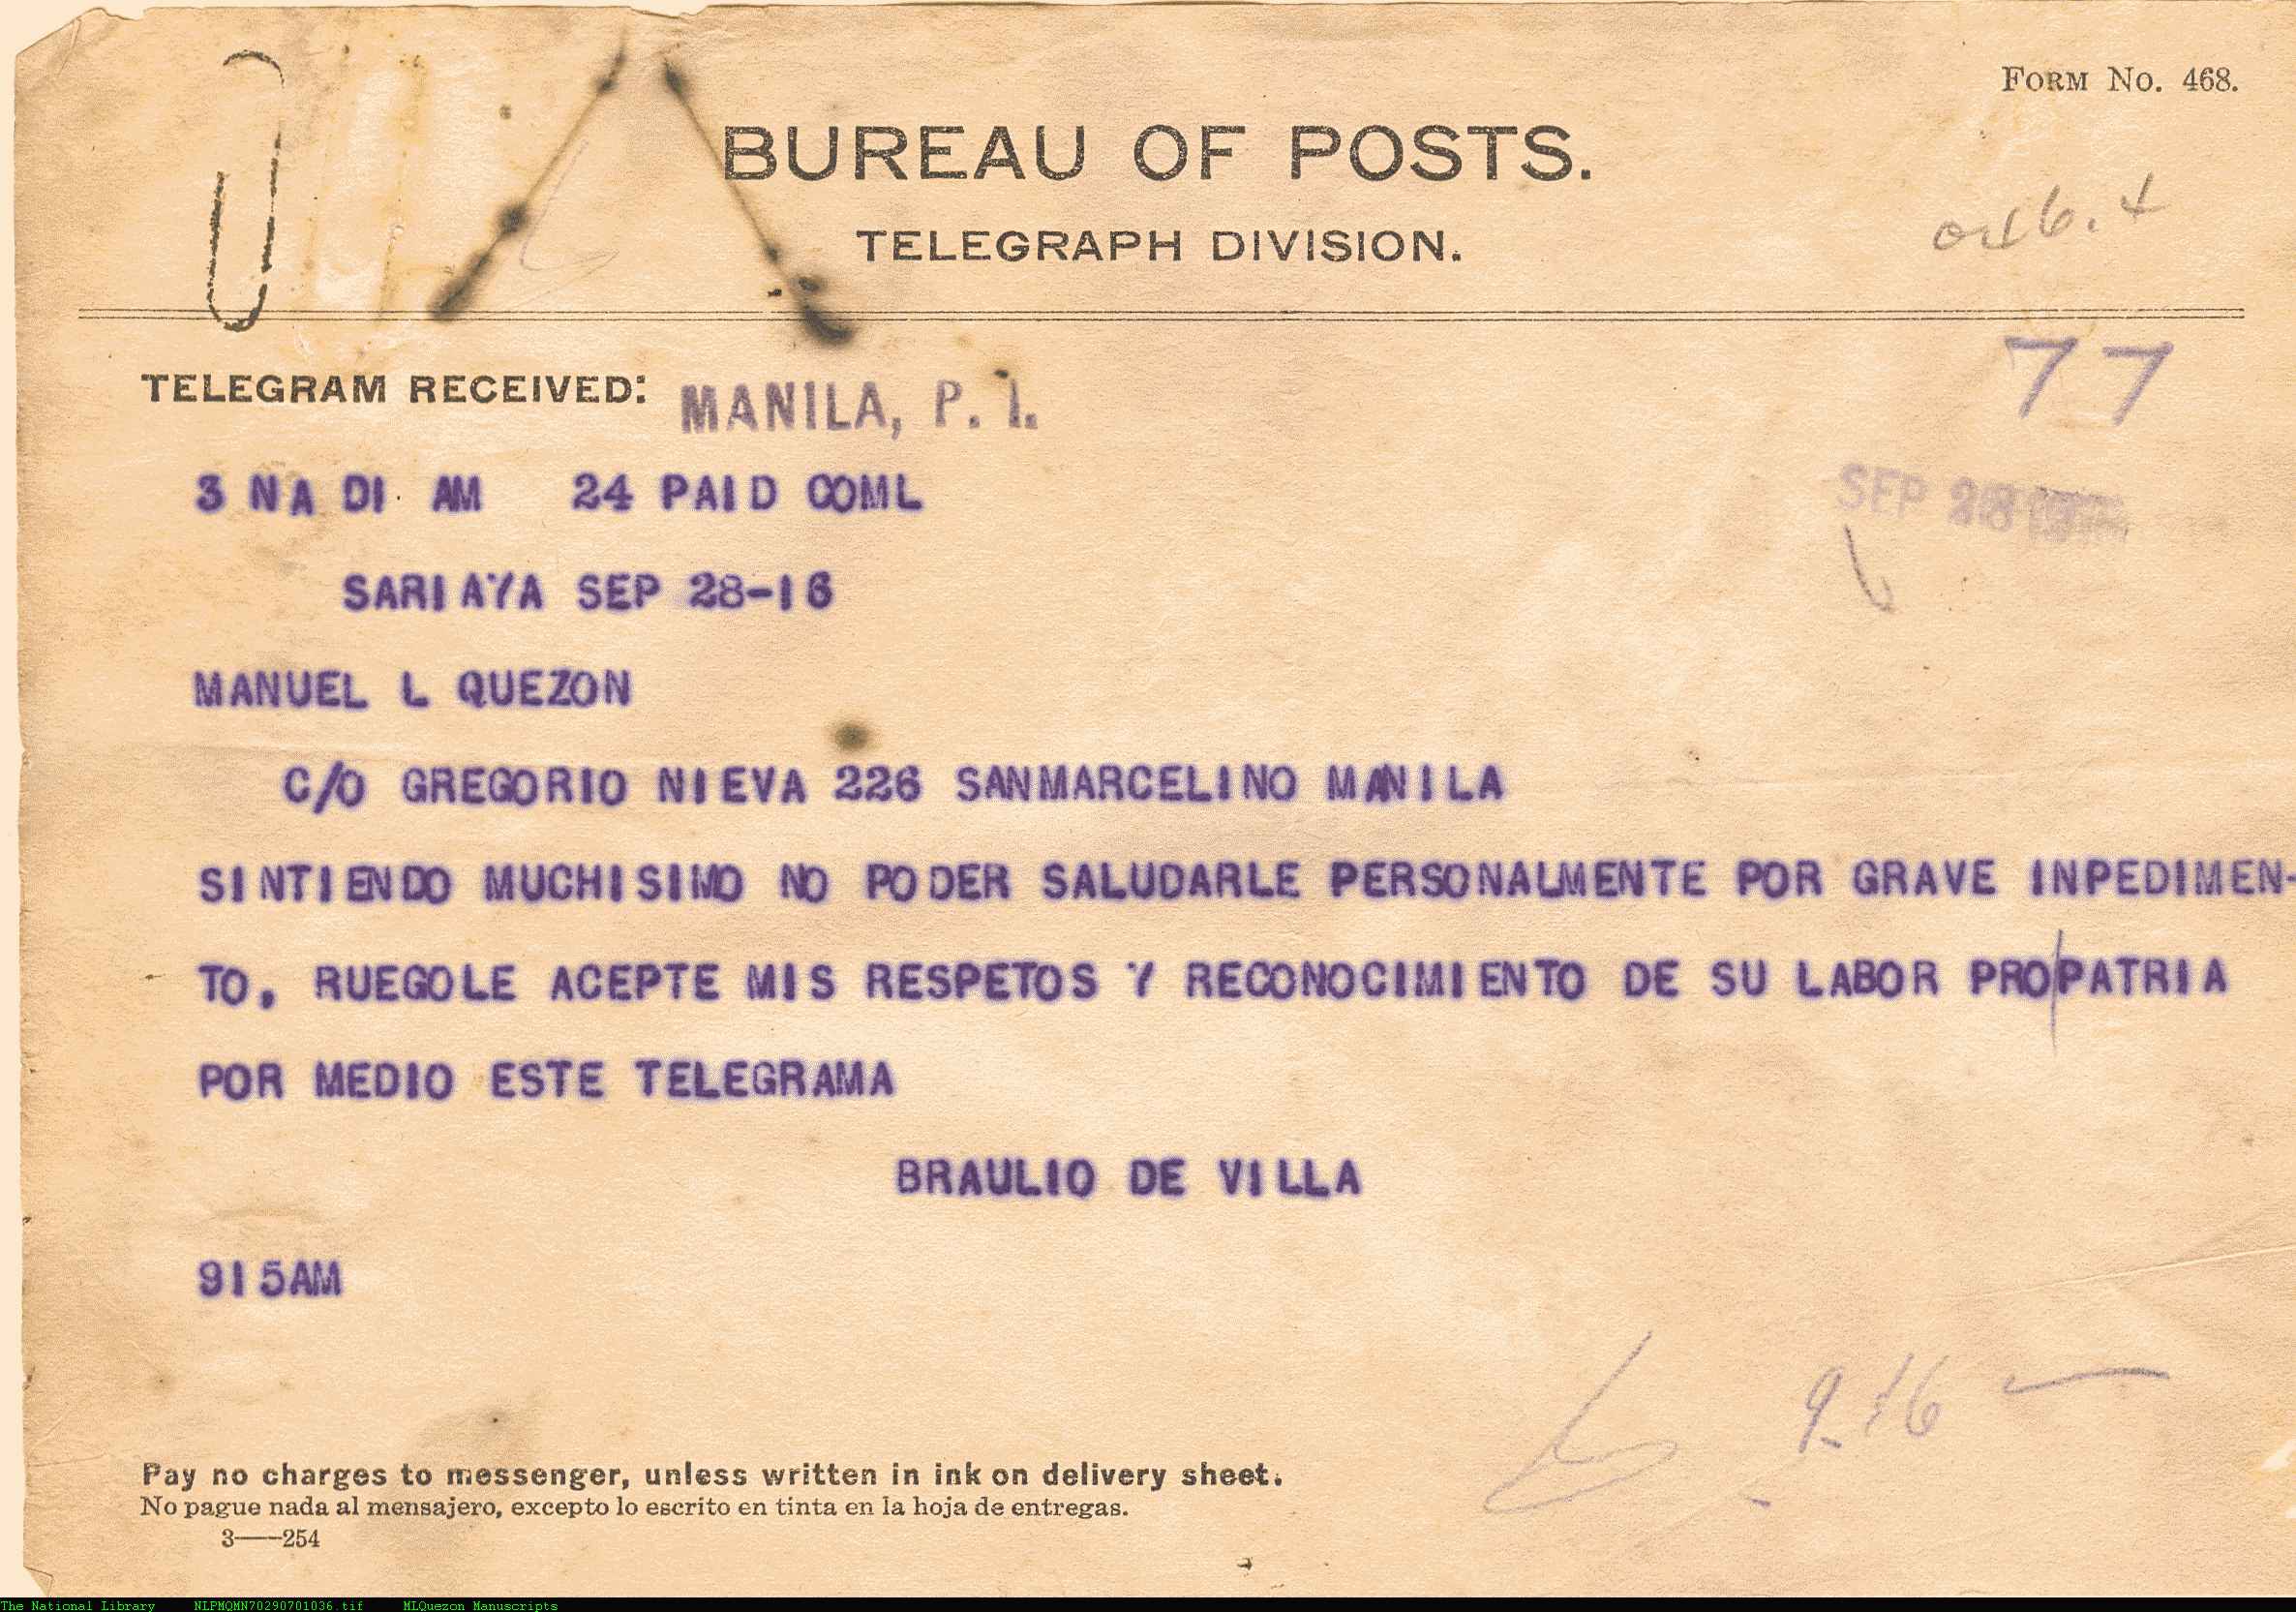 FORM No. 468.
BUREAU OF POSTS.
TELEGRAPH DIVISION.
TELEGRAM RECEIVED: MANILA, P. I.
77
3 NA DI AM 24 PAID COML
SEP 28
SARIAYA SEP 28-16
MANUEL L QUEZON
C/O GREGORIO NIEVA 226 SANMARCELINO MANILA
SINTIENDO MUCHISIMO NO PODER SALUDARLE PERSONALMENTE POR GRAVE INPEDIMEN-
TO, RUEGOLE ACEPTE MIS RESPETOS Y RECONOCIMIENTO DE SU LABOR PRO/PATRIA
POR MEDIO ESTE TELEGRAMA
BRAULIO DE VILLA
915AM
Pay no charges to messenger, unless written in ink on delivery sheet.
No pague nada al mensajero, excepto lo escrito en tinta en la hoja de entregas.
3——254
The National Library NLPMQMN70290701036.tif MLQuezon Manuscripts